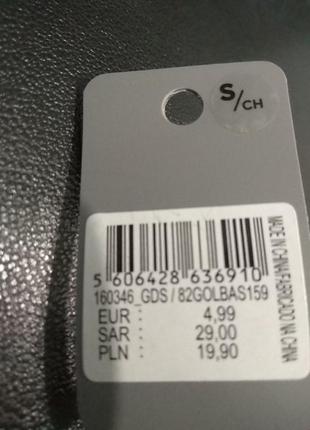 S/CH
5 606428 636910
160346_GDS / 82GOLBAS159
EUR : 4,99
SAR : 29,00
PLN : 19,90
MADE IN CHINA/FABRICADO NA CHINA